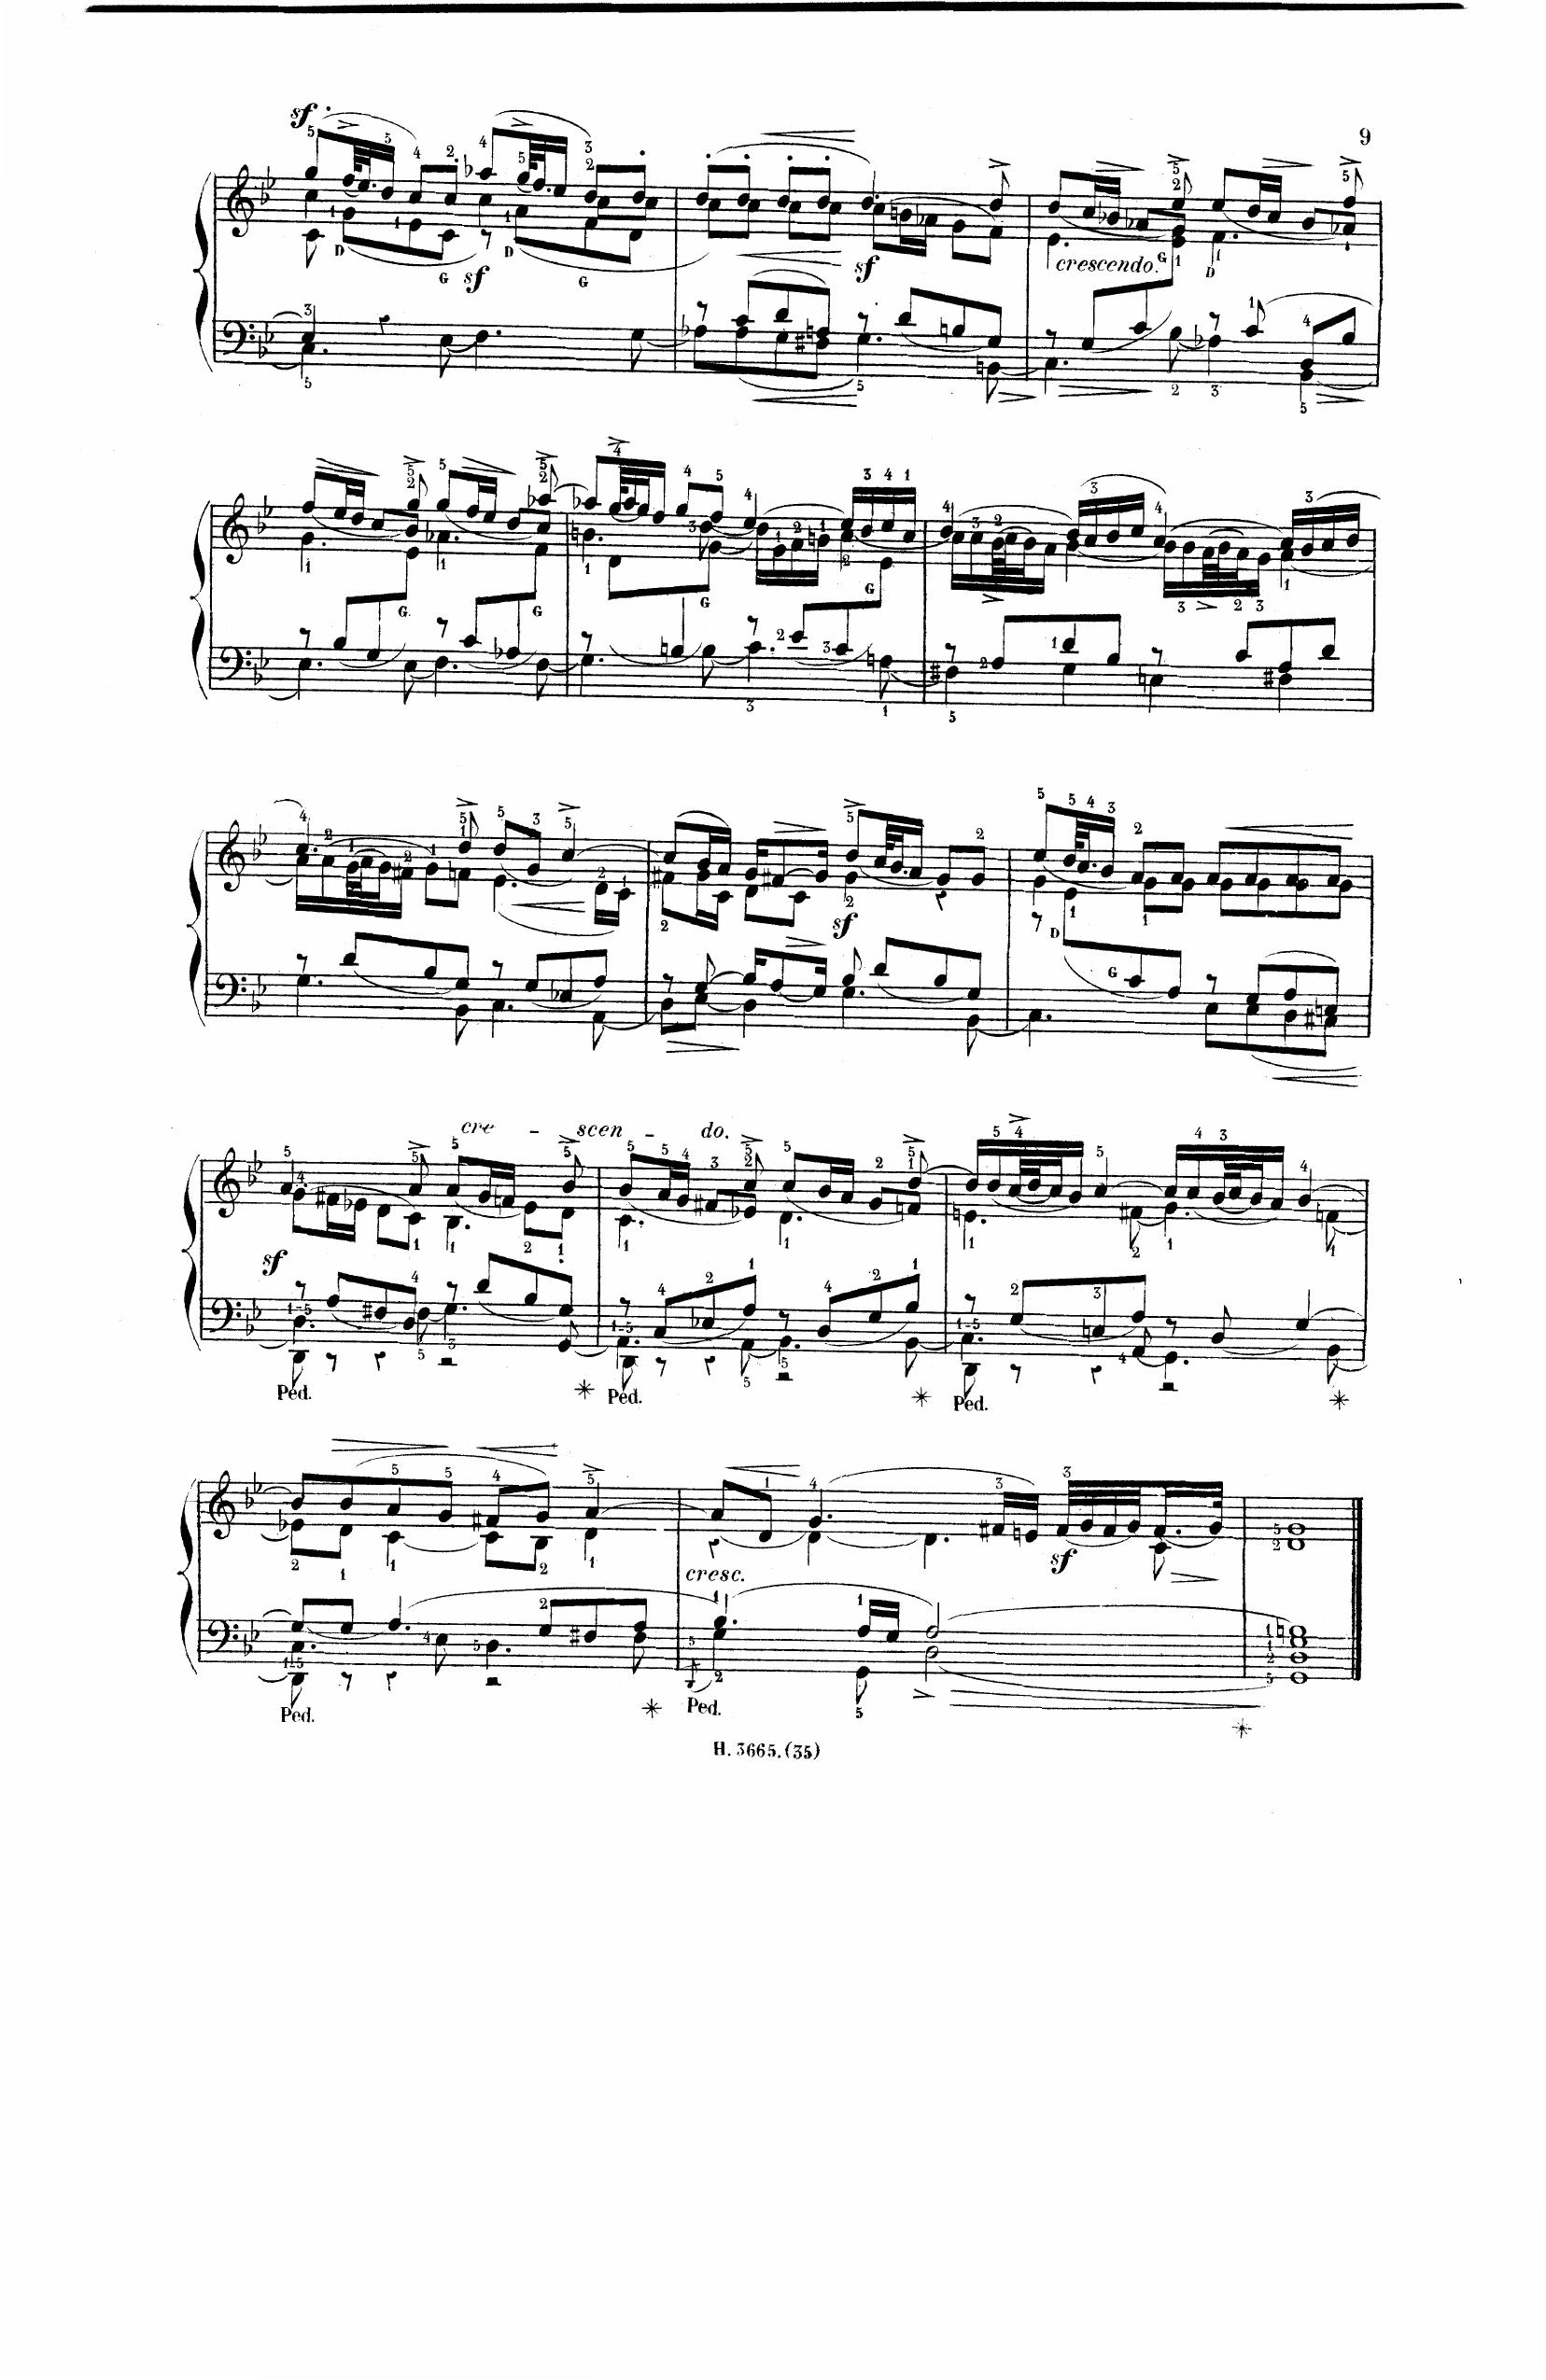 9
sf
D G sf D G
sf
crescendo. G D
G. G G G
sf
D G
cre - scen - do.
sf
Ped. * Ped. * Ped. *
cresc.
sf
Ped. * Ped. *
H. 3665. (35)